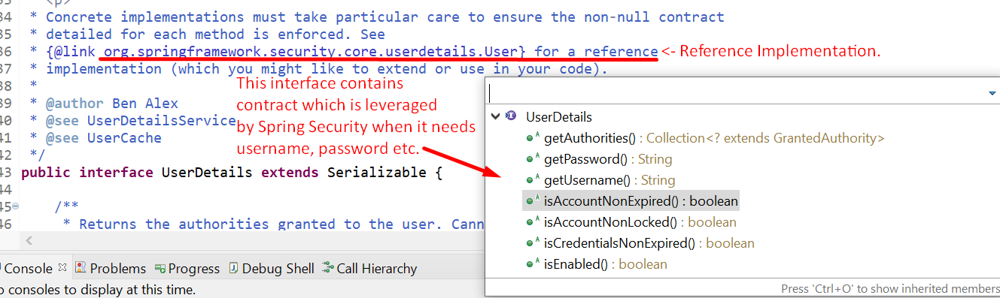 <p>
34 * Concrete implementations must take particular care to ensure the non-null contract
35 * detailed for each method is enforced. See
36 * {@link org.springframework.security.core.userdetails.User} for a reference <- Reference Implementation.
37 * implementation (which you might like to extend or use in your code).
38 *
39 * @author Ben Alex
40 * @see UserDetailsService
41 * @see UserCache
42 */
43 public interface UserDetails extends Serializable {
44
45 /**
46 * Returns the authorities granted to the user. Cann
This interface contains
contract which is leveraged
by Spring Security when it needs
username, password etc.
UserDetails
getAuthorities() : Collection<? extends GrantedAuthority>
getPassword() : String
getUsername() : String
isAccountNonExpired() : boolean
isAccountNonLocked() : boolean
isCredentialsNonExpired() : boolean
isEnabled() : boolean
Press 'Ctrl+O' to show inherited members
Console Problems Progress Debug Shell Call Hierarchy
o consoles to display at this time.